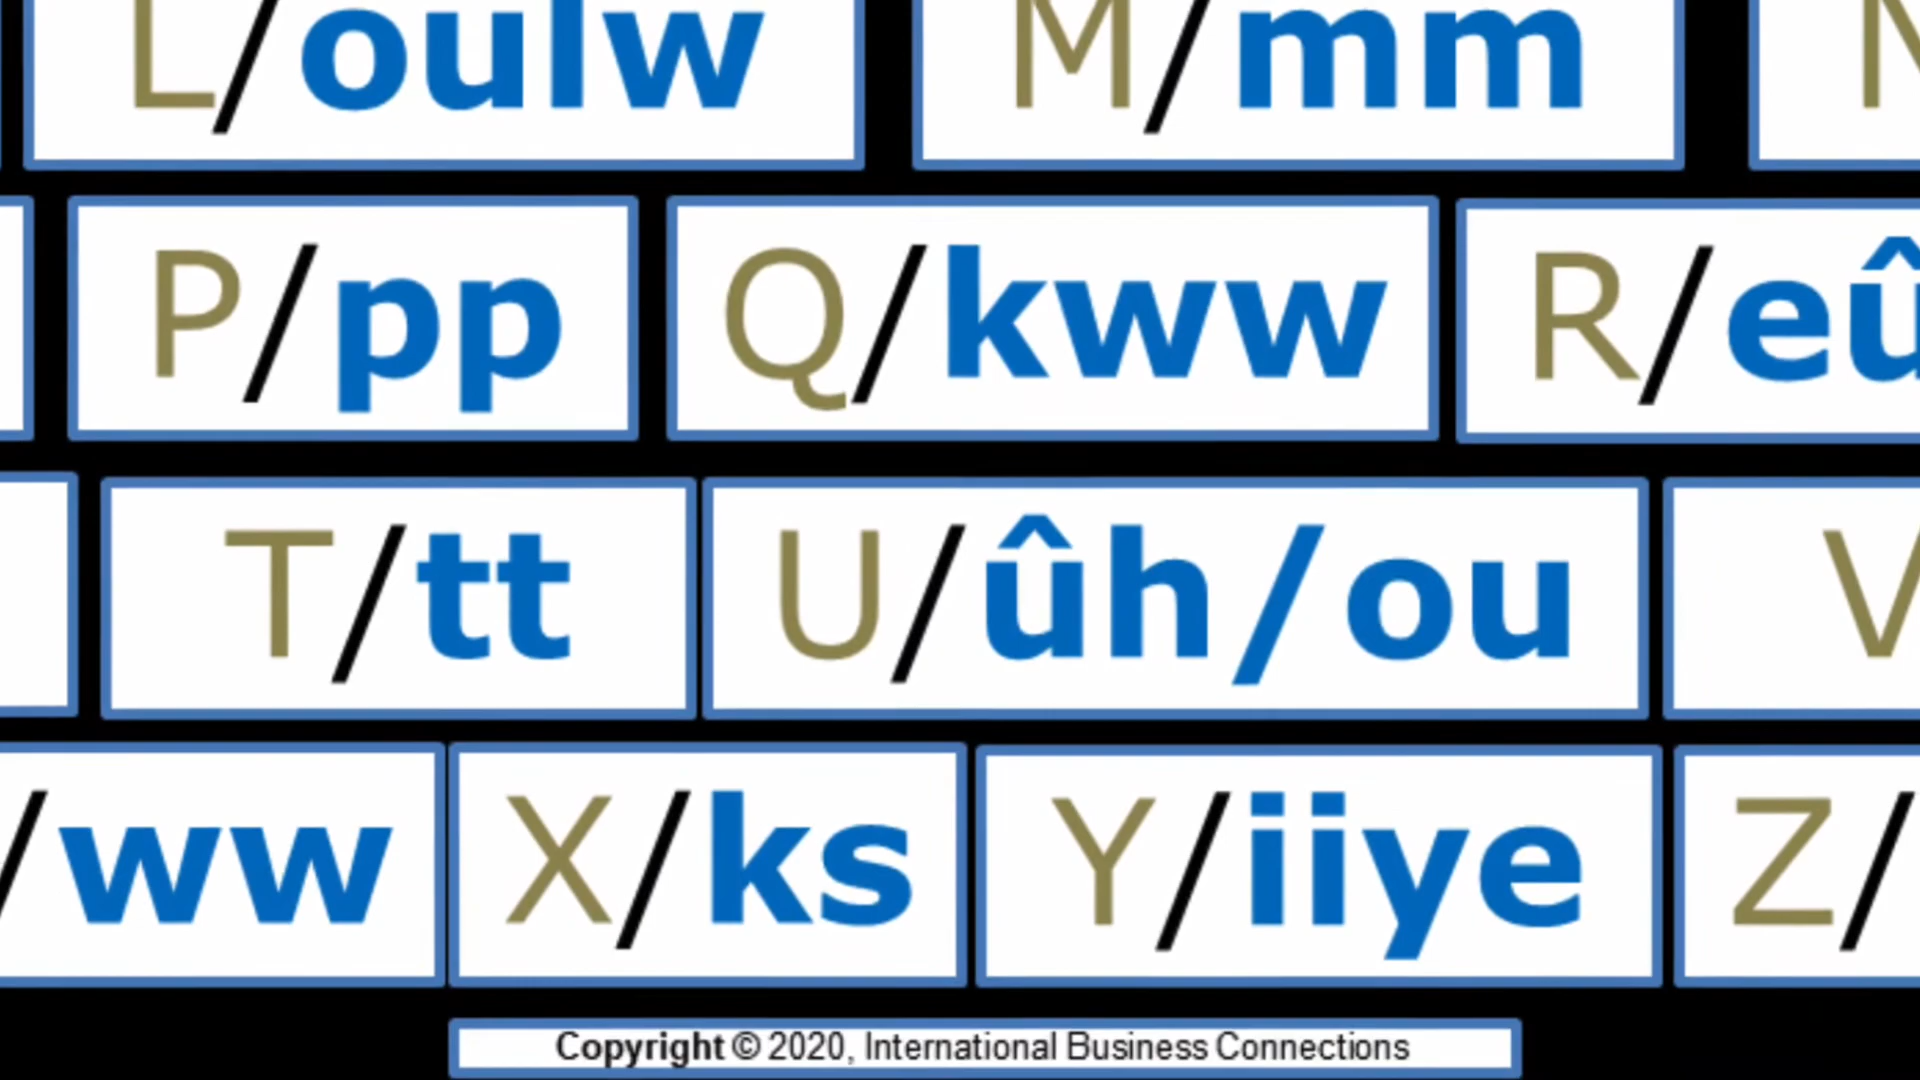 L/oulw M/mm
P/pp Q/kww R/eû
T/tt U/ûh/ou V
/ww X/ks Y/iiye Z/
Copyright © 2020, International Business Connections